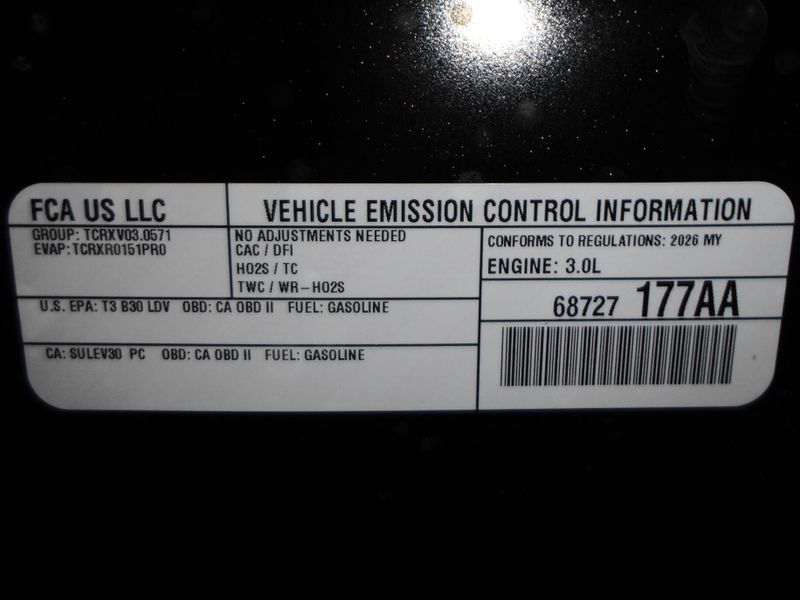 FCA US LLC
VEHICLE EMISSION CONTROL INFORMATION
GROUP: TCRXV03.0571
EVAP: TCRXR0151PR0
NO ADJUSTMENTS NEEDED
CAC / DFI
HO2S / TC
TWC / WR-HO2S
CONFORMS TO REGULATIONS: 2026 MY
ENGINE: 3.0L
68727 177AA
U.S. EPA: T3 B30 LDV OBD: CA OBD II FUEL: GASOLINE
CA: SULEV30 PC OBD: CA OBD II FUEL: GASOLINE